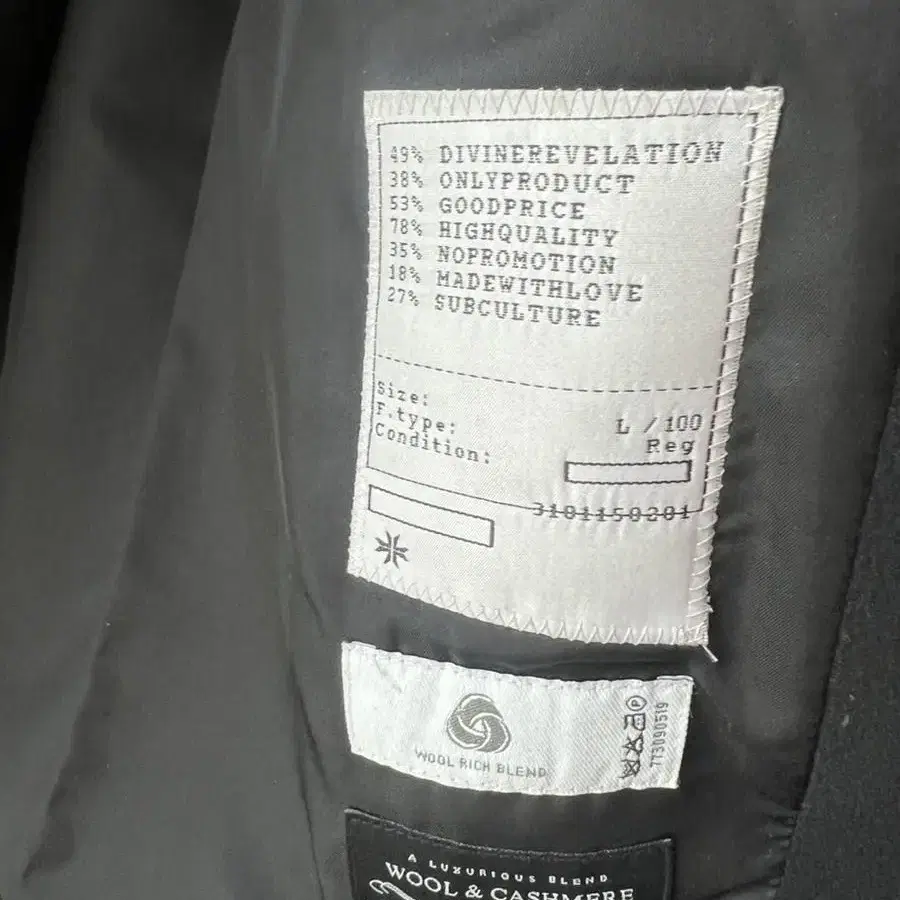 49% DIVINEREVELATION
38% ONLYPRODUCT
53% GOODPRICE
78% HIGHQUALITY
35% NOPROMOTION
18% MADEWITHLOVE
27% SUBCULTURE
Size: L / 100
F.type: Reg
Condition:
3101150201
WOOL RICH BLEND
P
773090519
A LUXURIOUS BLEND
WOOL & CASHMERE